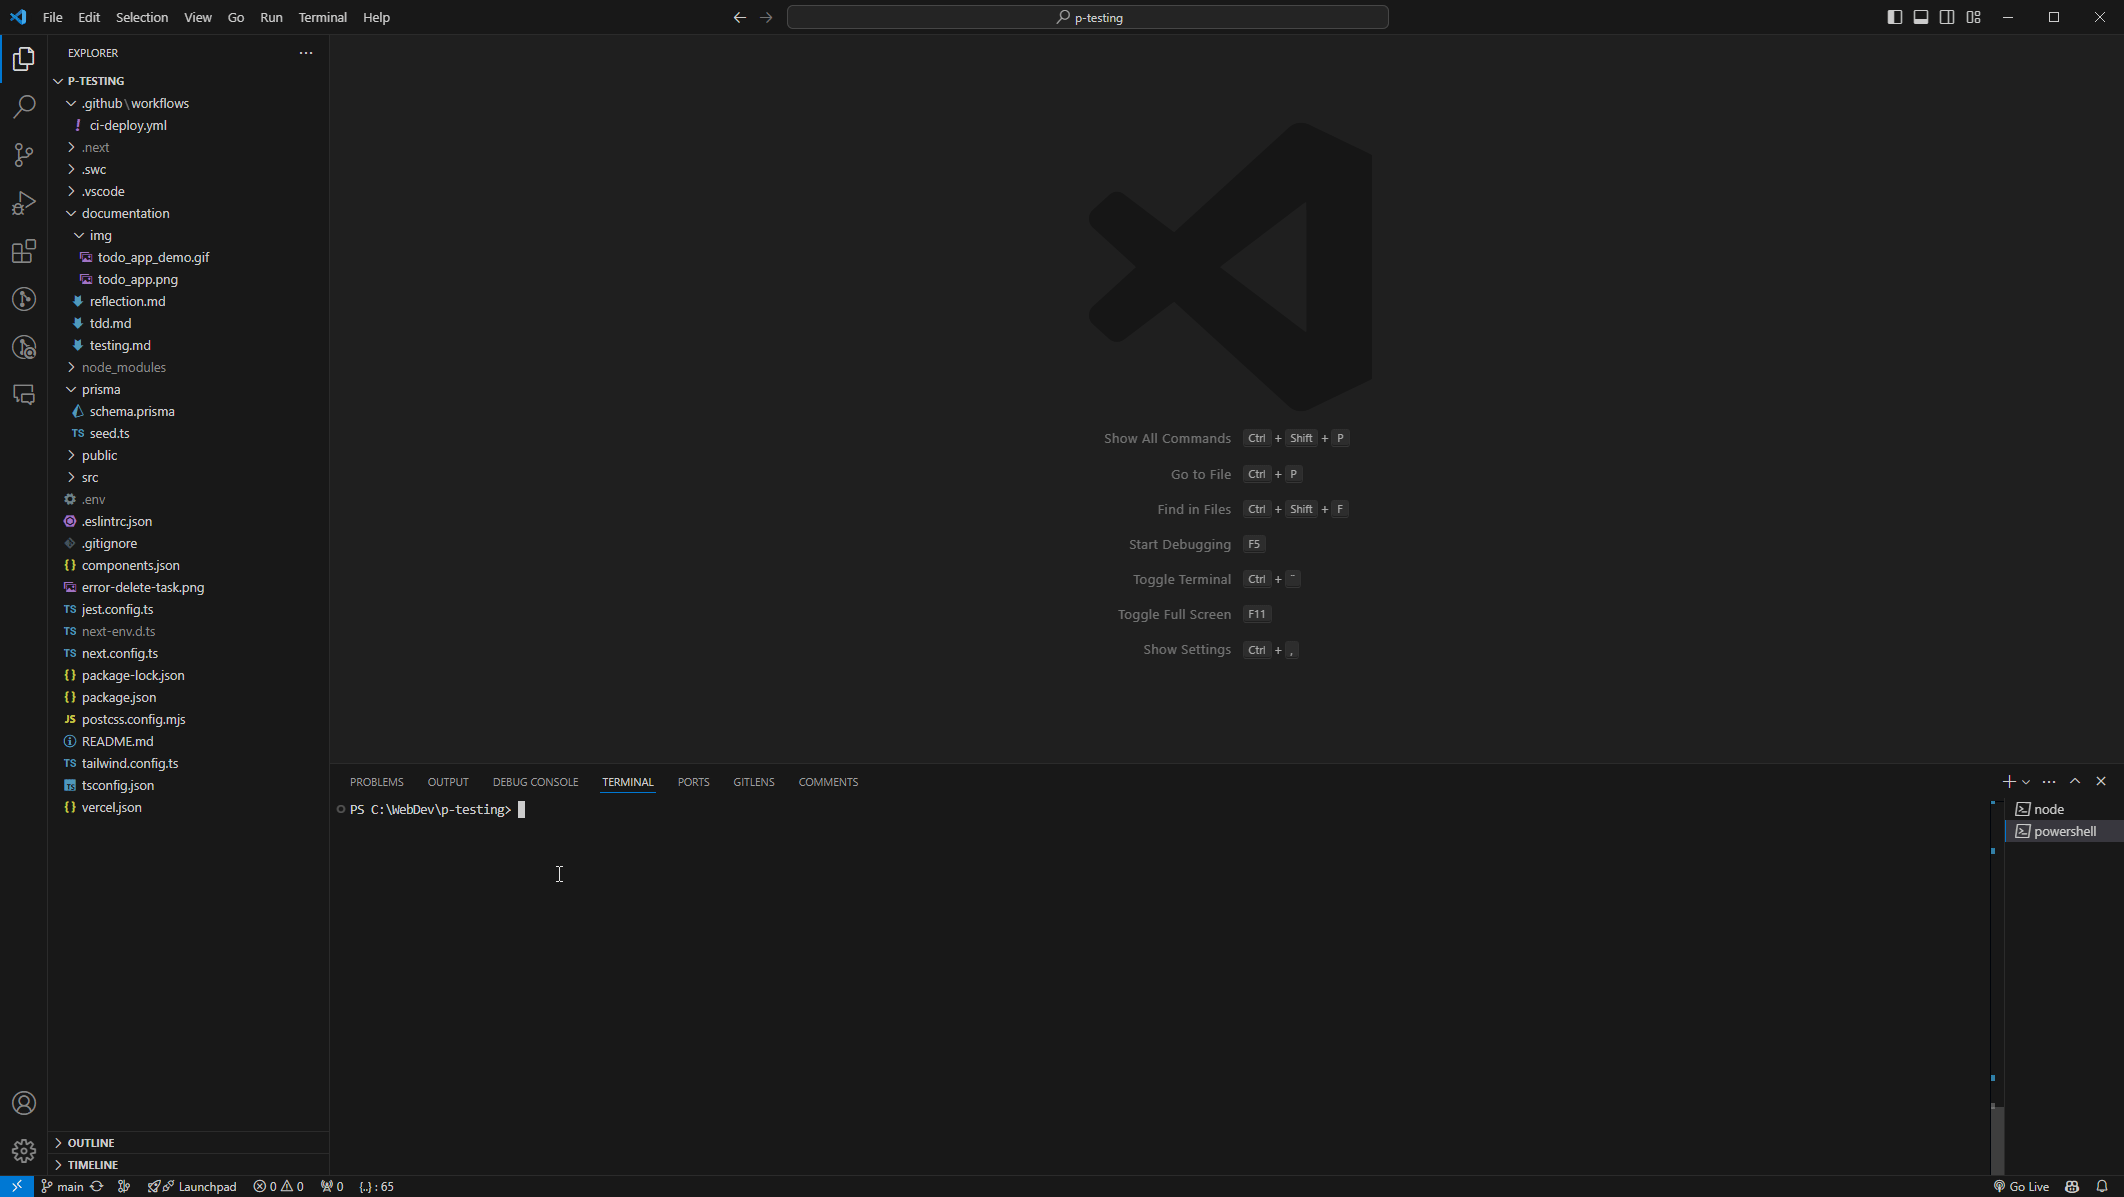 File Edit Selection View Go Run Terminal Help
p-testing
EXPLORER
P-TESTING
.github\workflows
! ci-deploy.yml
.next
.swc
.vscode
documentation
img
todo_app_demo.gif
todo_app.png
reflection.md
tdd.md
testing.md
node_modules
prisma
schema.prisma
TS seed.ts
public
src
.env
.eslintrc.json
.gitignore
{} components.json
error-delete-task.png
TS jest.config.ts
TS next-env.d.ts
TS next.config.ts
{} package-lock.json
{} package.json
JS postcss.config.mjs
README.md
TS tailwind.config.ts
TS tsconfig.json
{} vercel.json
OUTLINE
TIMELINE
Show All Commands Ctrl + Shift + P
Go to File Ctrl + P
Find in Files Ctrl + Shift + F
Start Debugging F5
Toggle Terminal Ctrl + ¨
Toggle Full Screen F11
Show Settings Ctrl + ,
PROBLEMS OUTPUT DEBUG CONSOLE TERMINAL PORTS GITLENS COMMENTS
PS C:\WebDev\p-testing>
node
powershell
main Launchpad 0 0 0 {..} : 65 Go Live